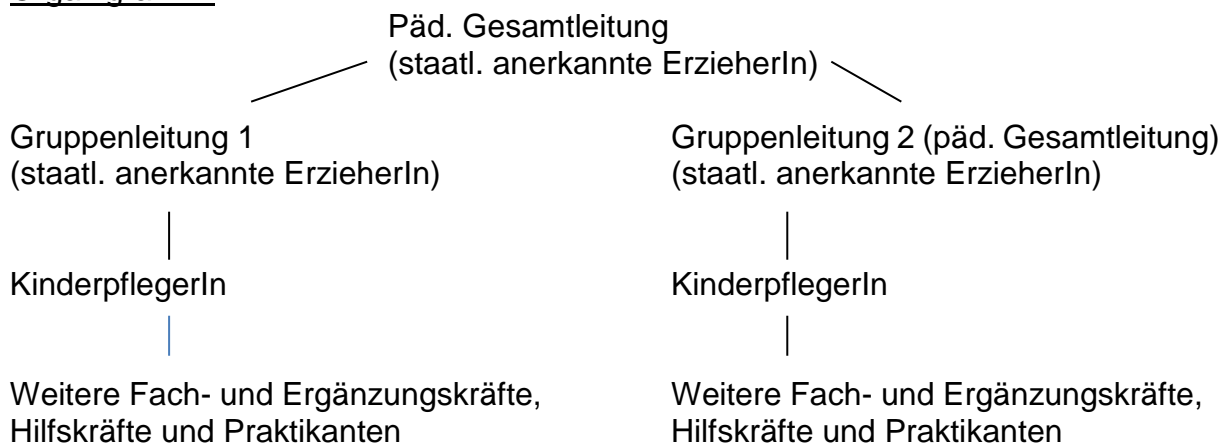 Päd. Gesamtleitung
(staatl. anerkannte ErzieherIn)
Gruppenleitung 1
(staatl. anerkannte ErzieherIn)
Gruppenleitung 2 (päd. Gesamtleitung)
(staatl. anerkannte ErzieherIn)
KinderpflegerIn
KinderpflegerIn
Weitere Fach- und Ergänzungskräfte,
Hilfskräfte und Praktikanten
Weitere Fach- und Ergänzungskräfte,
Hilfskräfte und Praktikanten